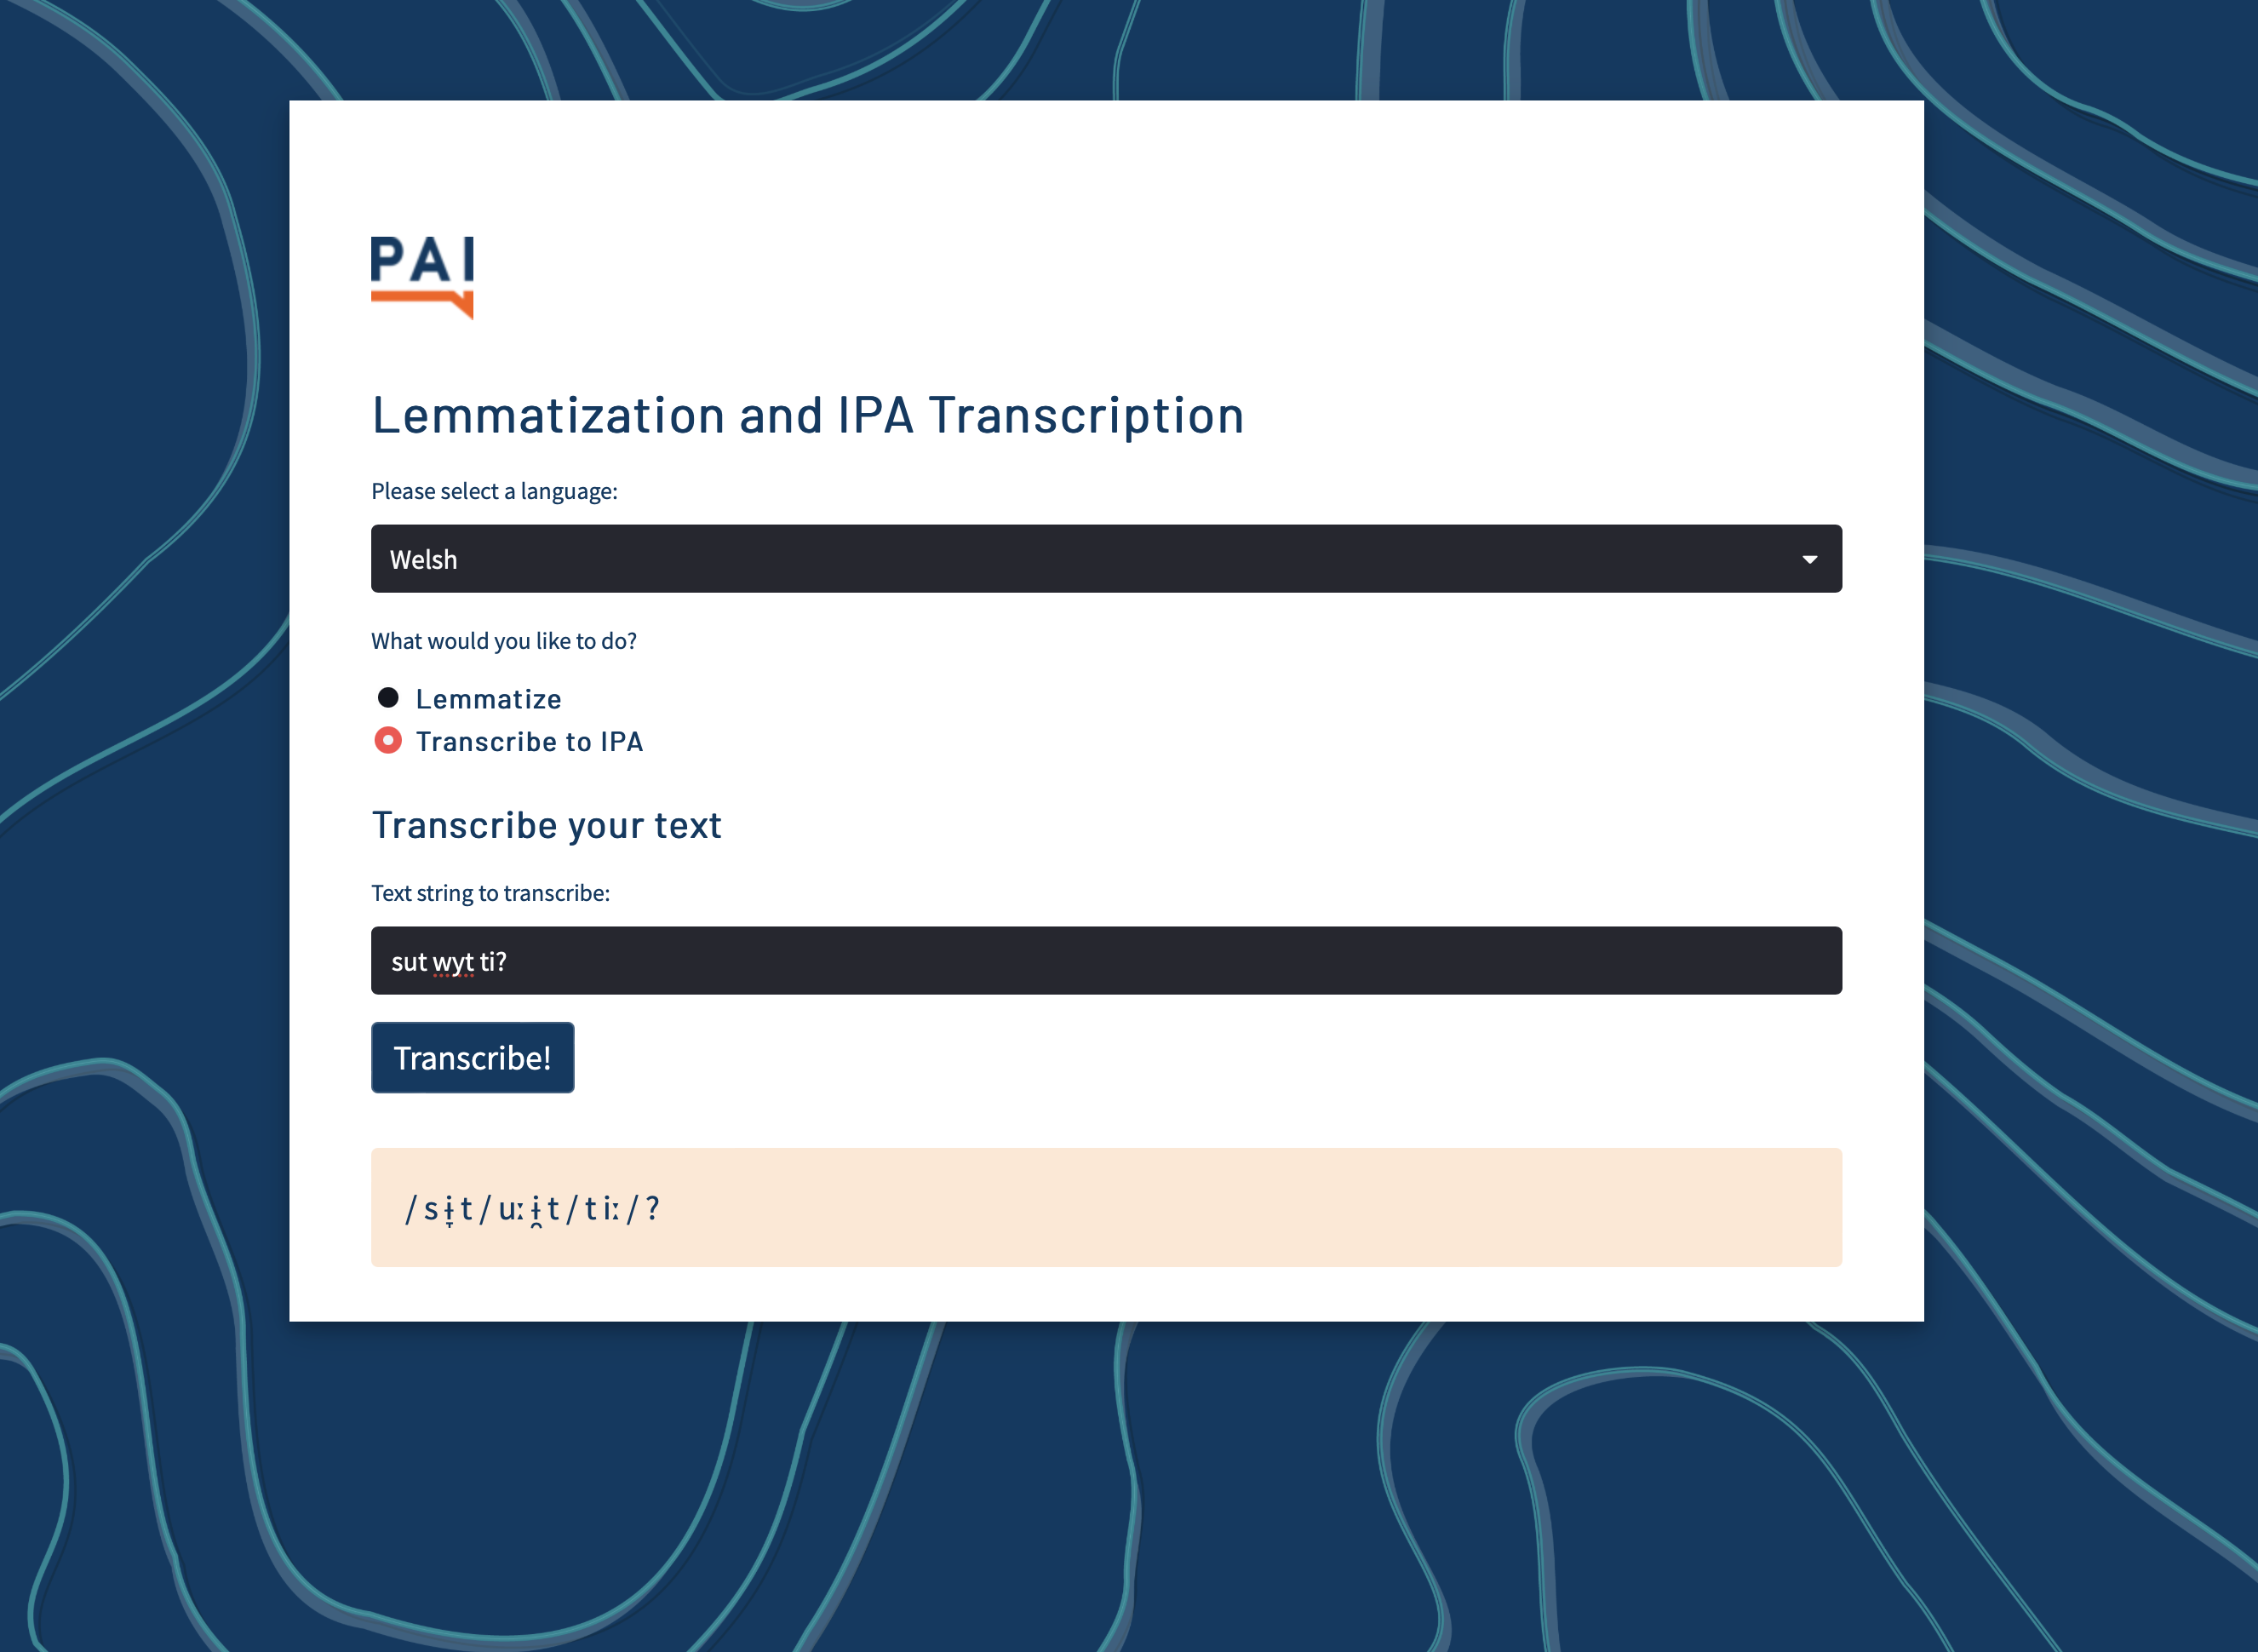 PAI
Lemmatization and IPA Transcription
Please select a language:
Welsh
What would you like to do?
Lemmatize
Transcribe to IPA
Transcribe your text
Text string to transcribe:
sut wyt ti?
Transcribe!
/ s ɨ̞ t / uː ɨ̯ t / t iː / ?